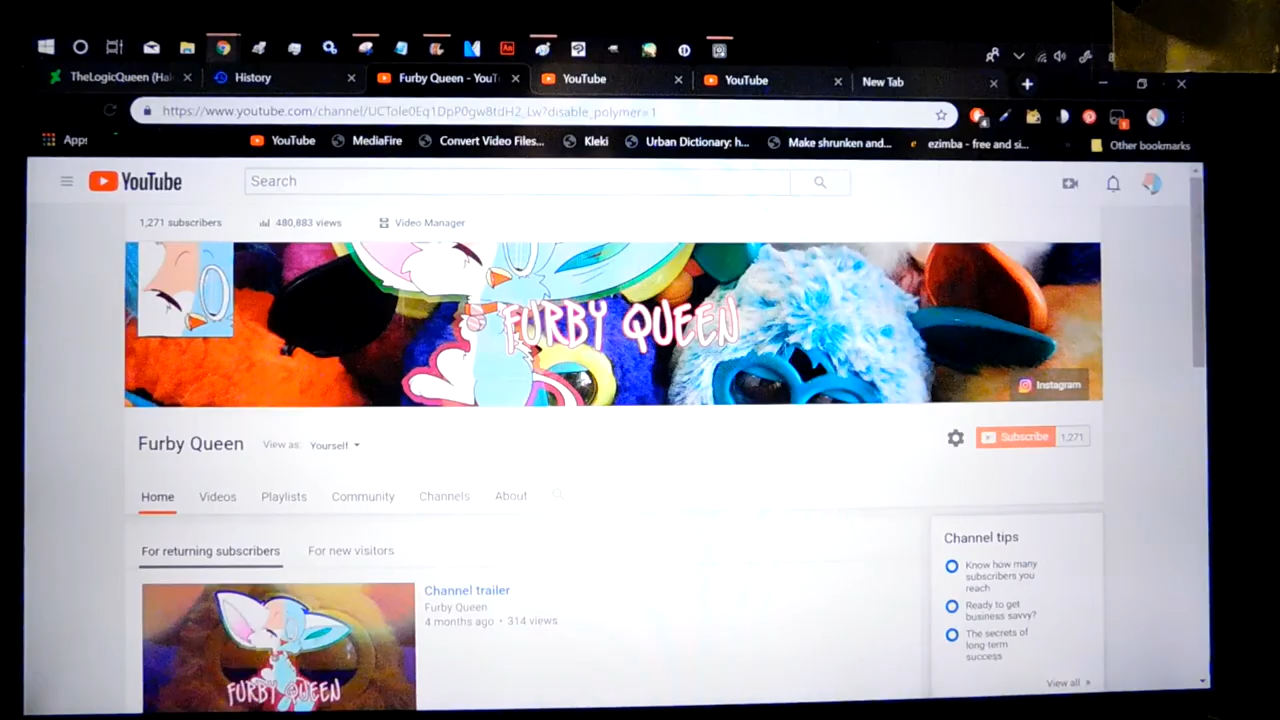 TheLogicQueen (Ha
History
Furby Queen - YouT
YouTube
YouTube
New Tab
https://www.youtube.com/channel/UCTole0Eq1DpP0gw8tdH2_Lw?disable_polymer=1
Apps
YouTube
MediaFire
Convert Video Files...
Kleki
Urban Dictionary: h...
Make shrunken and...
ezimba - free and si...
Other bookmarks
YouTube
Search
1,271 subscribers
480,883 views
Video Manager
FURBY QUEEN
Instagram
Furby Queen
View as: Yourself
Subscribe 1,271
Home Videos Playlists Community Channels About
For returning subscribers
For new visitors
Channel trailer
Furby Queen
4 months ago • 314 views
FURBY QUEEN
Channel tips
Know how many
subscribers you
reach
Ready to get
business savvy?
The secrets of
long term
success
View all »